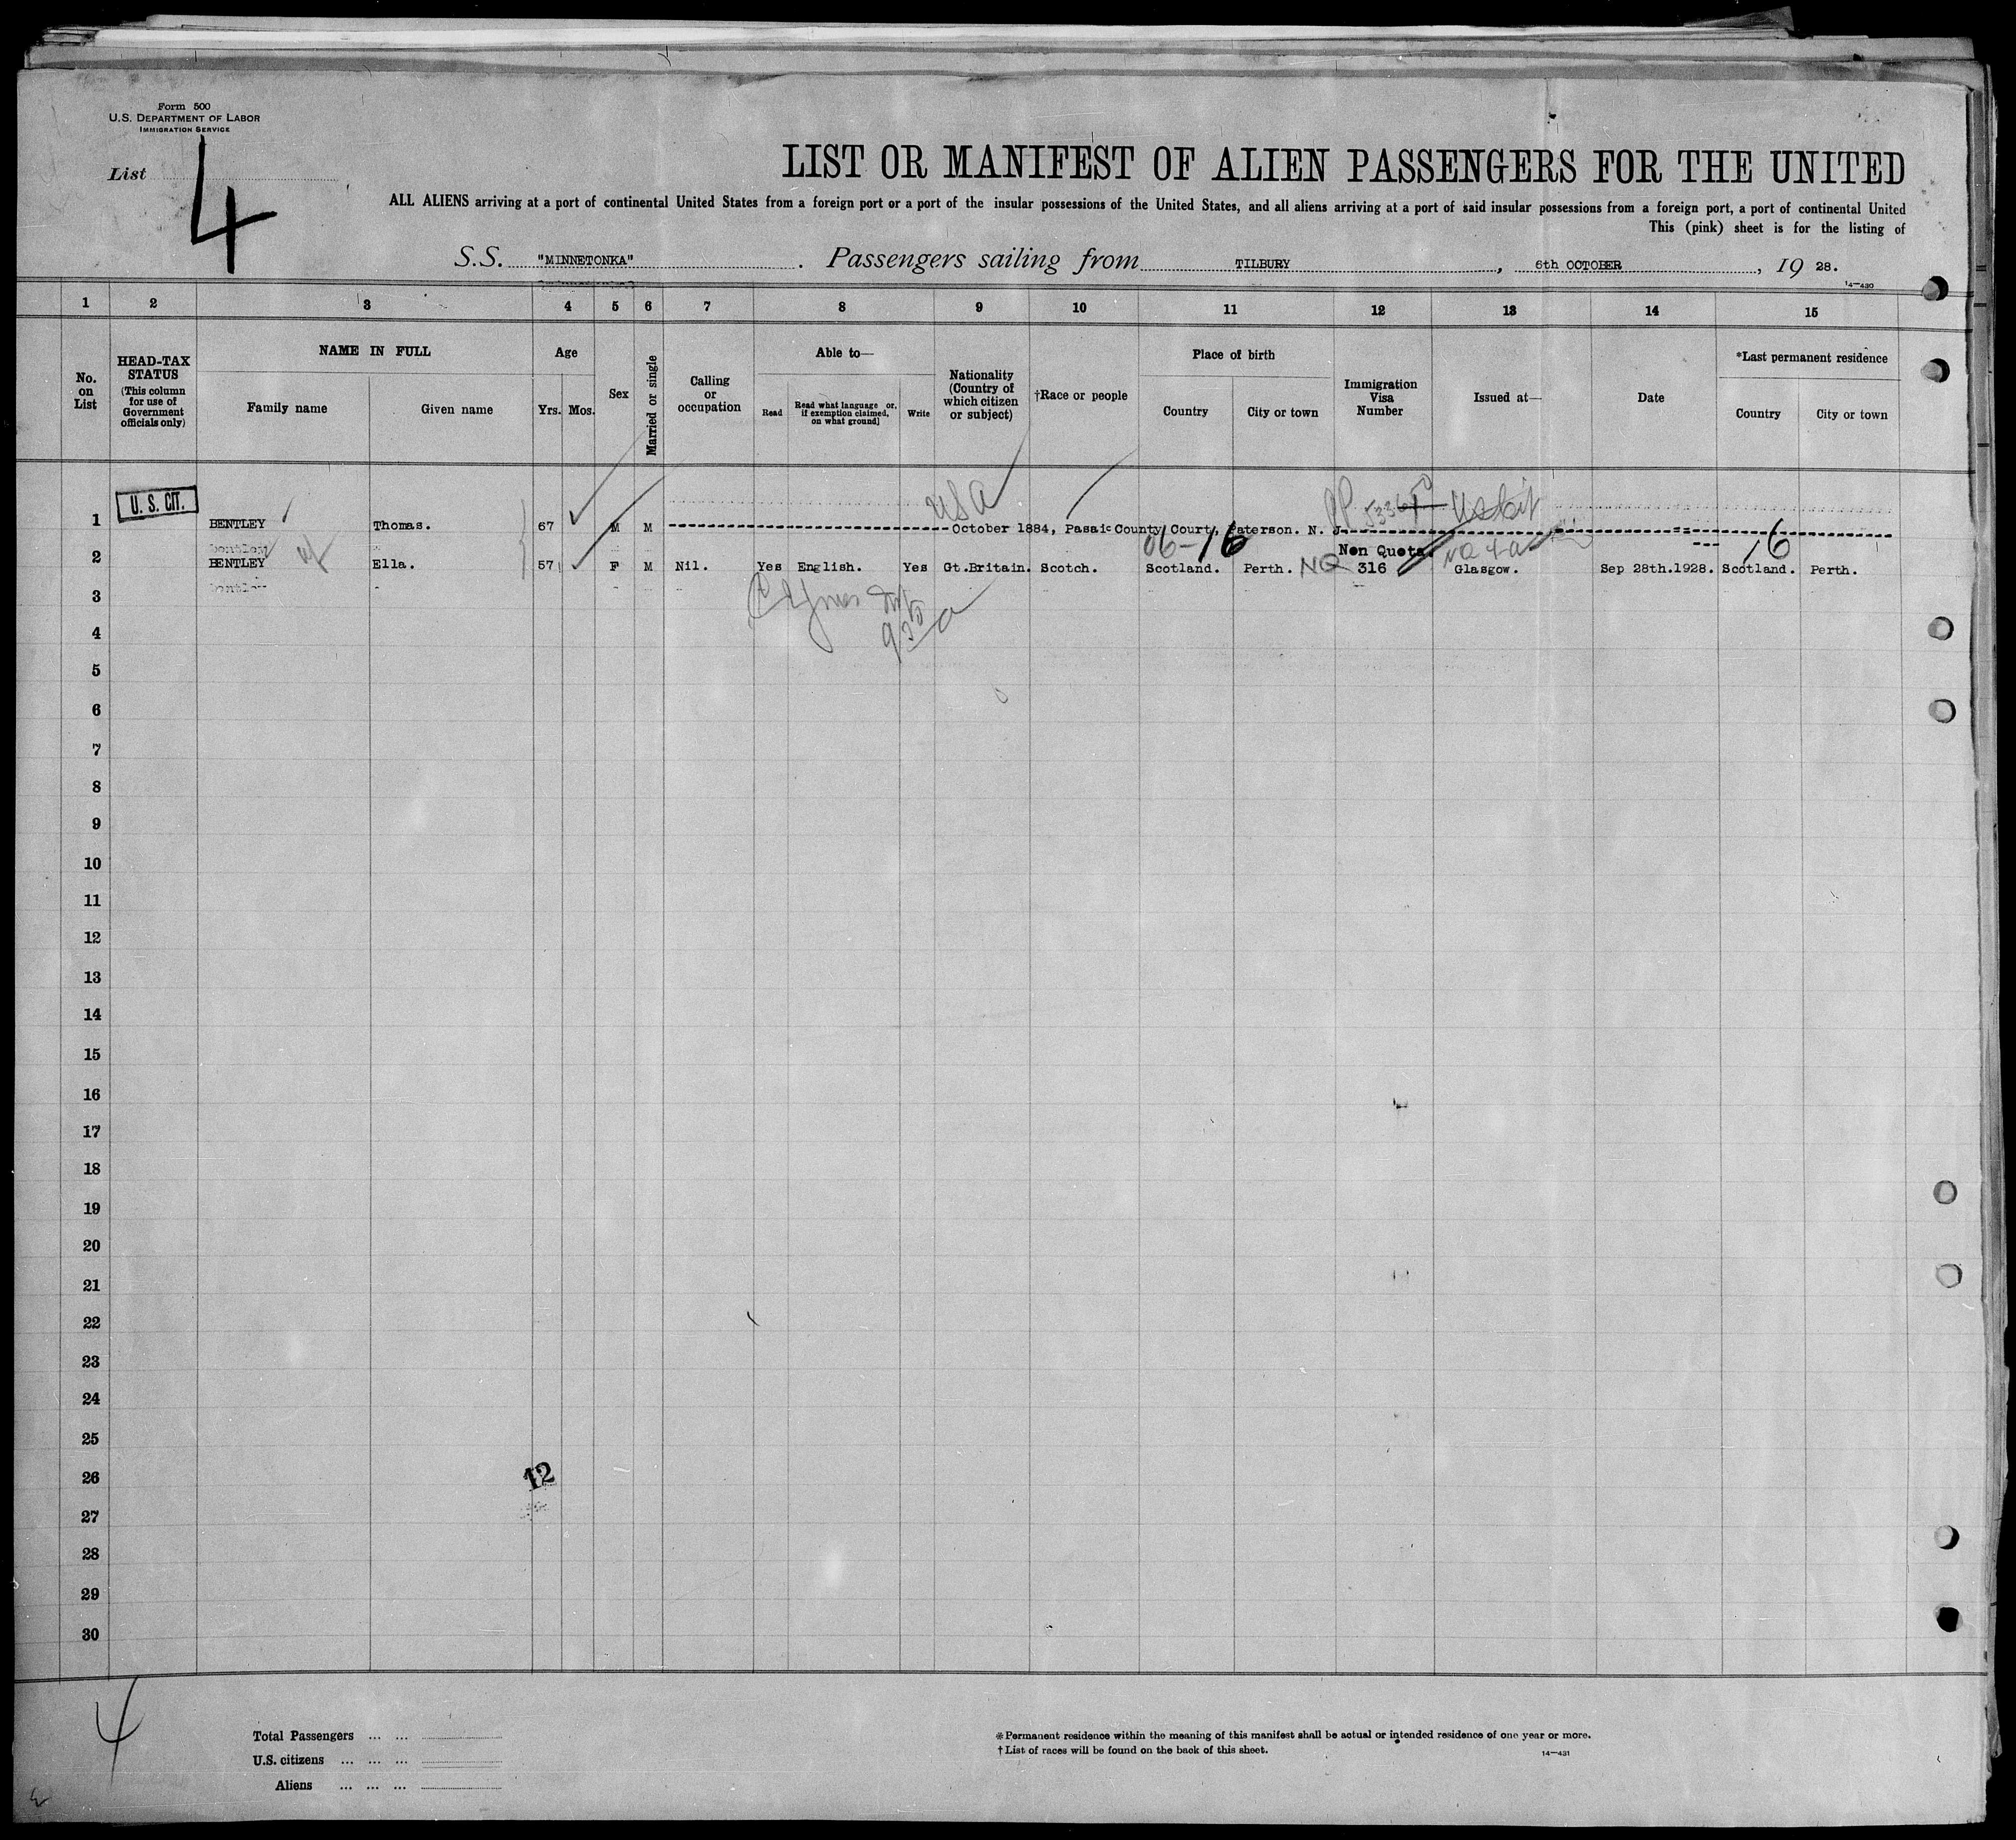 Form 500
U.S. DEPARTMENT OF LABOR
IMMIGRATION SERVICE
List 4
LIST OR MANIFEST OF ALIEN PASSENGERS FOR THE UNITED
ALL ALIENS arriving at a port of continental United States from a foreign port or a port of the insular possessions of the United States, and all aliens arriving at a port of said insular possessions from a foreign port, a port of continental United
This (pink) sheet is for the listing of
S.S. "MINNETONKA". Passengers sailing from TILBURY, 6th OCTOBER, 19 28.
14—430
1 2 3 4 5 6 7 8 9 10 11 12 13 14 15
No. on List
HEAD-TAX STATUS (This column for use of Government officials only)
NAME IN FULL
Family name Given name
Age
Yrs. Mos.
Sex
Married or single
Calling or occupation
Able to—
Read Read what language or, if exemption claimed, on what ground] Write
Nationality (Country of which citizen or subject)
†Race or people
Place of birth
Country City or town
Immigration Visa Number
Issued at—
Date
*Last permanent residence
Country City or town
U. S. CIT.
USA
1 BENTLEY Thomas. 67 M M October 1884, Pasaic County Court, Paterson. N. J.
06-16 Non Quota. 16
2 BENTLEY Ella. 57 F M Nil. Yes English. Yes Gt.Britain. Scotch. Scotland. Perth. NQ 316 Glasgow. Sep 28th.1928. Scotland. Perth.
3
4
5
6
7
8
9
10
11
12
13
14
15
16
17
18
19
20
21
22
23
24
25
26
12
27
28
29
30
4
Total Passengers ... ...
U.S. citizens ... ... ...
Aliens ... ... ...
*Permanent residence within the meaning of this manifest shall be actual or intended residence of one year or more.
†List of races will be found on the back of this sheet.
14—431